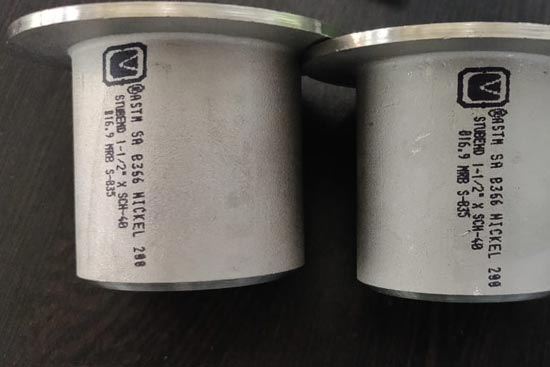 V
®ASTM SA B366 NICKEL 200
STUBEND 1-1/2" X SCH-40
B16.9 MRB S-835
V
®ASTM SA B366 NICKEL 200
STUBEND 1-1/2" X SCH-40
B16.9 MRB S-835